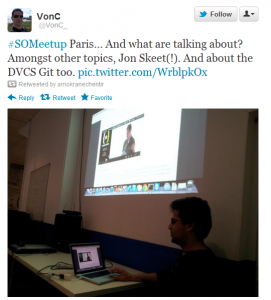 VonC
@VonC_
Follow
#SOMeetup Paris... And what are talking about?
Amongst other topics, Jon Skeet(!). And about the
DVCS Git too. pic.twitter.com/WrblpkOx
Retweeted by amokranechentir
Reply Retweet Favorite